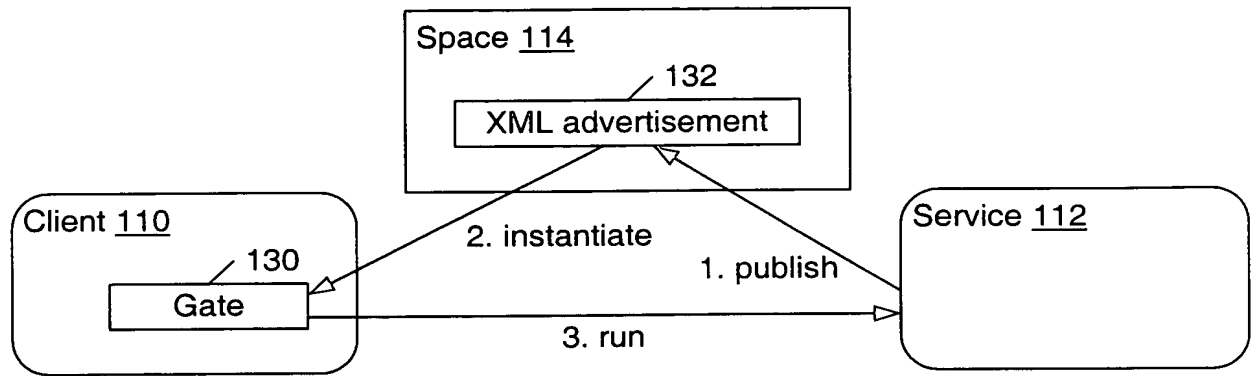 Space 114
132
XML advertisement
Client 110
130
Gate
2. instantiate
1. publish
3. run
Service 112